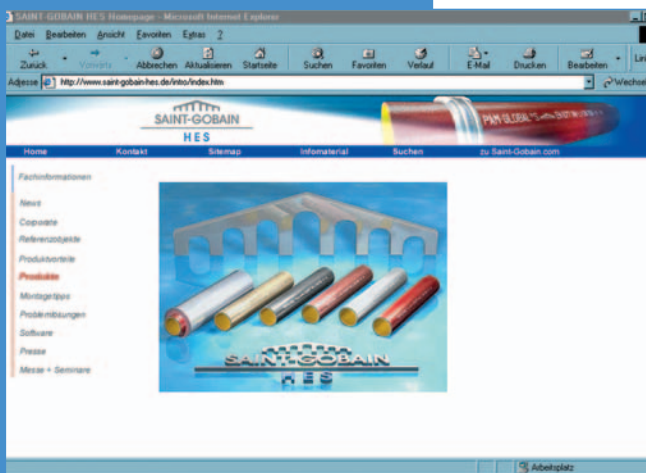 SAINT-GOBAIN HES Homepage - Microsoft Internet Explorer
Datei Bearbeiten Ansicht Favoriten Extras ?
Zurück Vorwärts Abbrechen Aktualisieren Startseite Suchen Favoriten Verlauf E-Mail Drucken Bearbeiten
Adresse http://www.saint-gobain-hes.de/intro/index.htm Wechseln
SAINT-GOBAIN
HES
PAM-GLOBAL
Home Kontakt Sitemap Infomaterial Suchen zu Saint-Gobain.com
Fachinformationen
News
Corporate
Referenzobjekte
Produktvorteile
Produkte
Montagetipps
Problemlösungen
Software
Presse
Messe + Seminare
SAINT-GOBAIN
HES
Arbeitsplatz